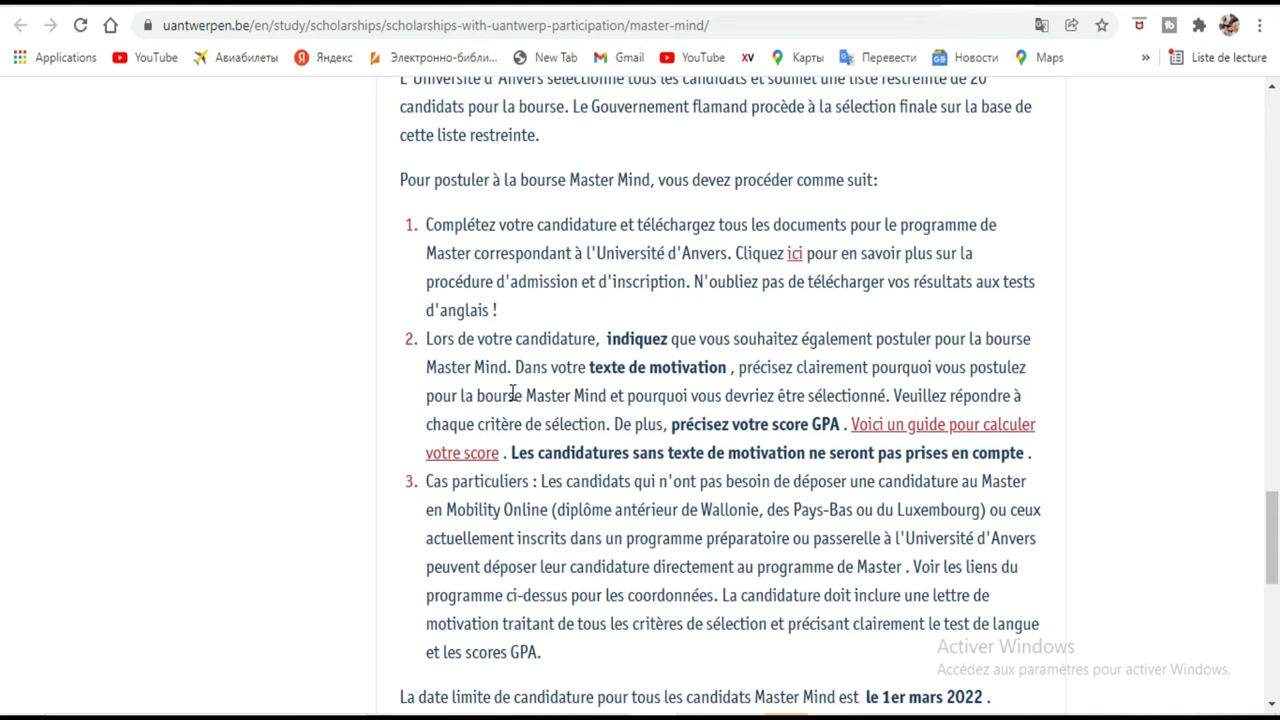 uantwerpen.be/en/study/scholarships/scholarships-with-uantwerp-participation/master-mind/
Applications YouTube Авиабилеты Яндекс Электронно-библи... New Tab Gmail YouTube XV Карты Перевести Новости Maps » Liste de lecture
L'Université d'Anvers sélectionne tous les candidats et soumet une liste restreinte de 20
candidats pour la bourse. Le Gouvernement flamand procède à la sélection finale sur la base de
cette liste restreinte.
Pour postuler à la bourse Master Mind, vous devez procéder comme suit:
1. Complétez votre candidature et téléchargez tous les documents pour le programme de
Master correspondant à l'Université d'Anvers. Cliquez ici pour en savoir plus sur la
procédure d'admission et d'inscription. N'oubliez pas de télécharger vos résultats aux tests
d'anglais !
2. Lors de votre candidature, indiquez que vous souhaitez également postuler pour la bourse
Master Mind. Dans votre texte de motivation , précisez clairement pourquoi vous postulez
pour la bourse Master Mind et pourquoi vous devriez être sélectionné. Veuillez répondre à
chaque critère de sélection. De plus, précisez votre score GPA . Voici un guide pour calculer
votre score . Les candidatures sans texte de motivation ne seront pas prises en compte .
3. Cas particuliers : Les candidats qui n'ont pas besoin de déposer une candidature au Master
en Mobility Online (diplôme antérieur de Wallonie, des Pays-Bas ou du Luxembourg) ou ceux
actuellement inscrits dans un programme préparatoire ou passerelle à l'Université d'Anvers
peuvent déposer leur candidature directement au programme de Master . Voir les liens du
programme ci-dessus pour les coordonnées. La candidature doit inclure une lettre de
motivation traitant de tous les critères de sélection et précisant clairement le test de langue
et les scores GPA.
Activer Windows
Accédez aux paramètres pour activer Windows.
La date limite de candidature pour tous les candidats Master Mind est le 1er mars 2022 .